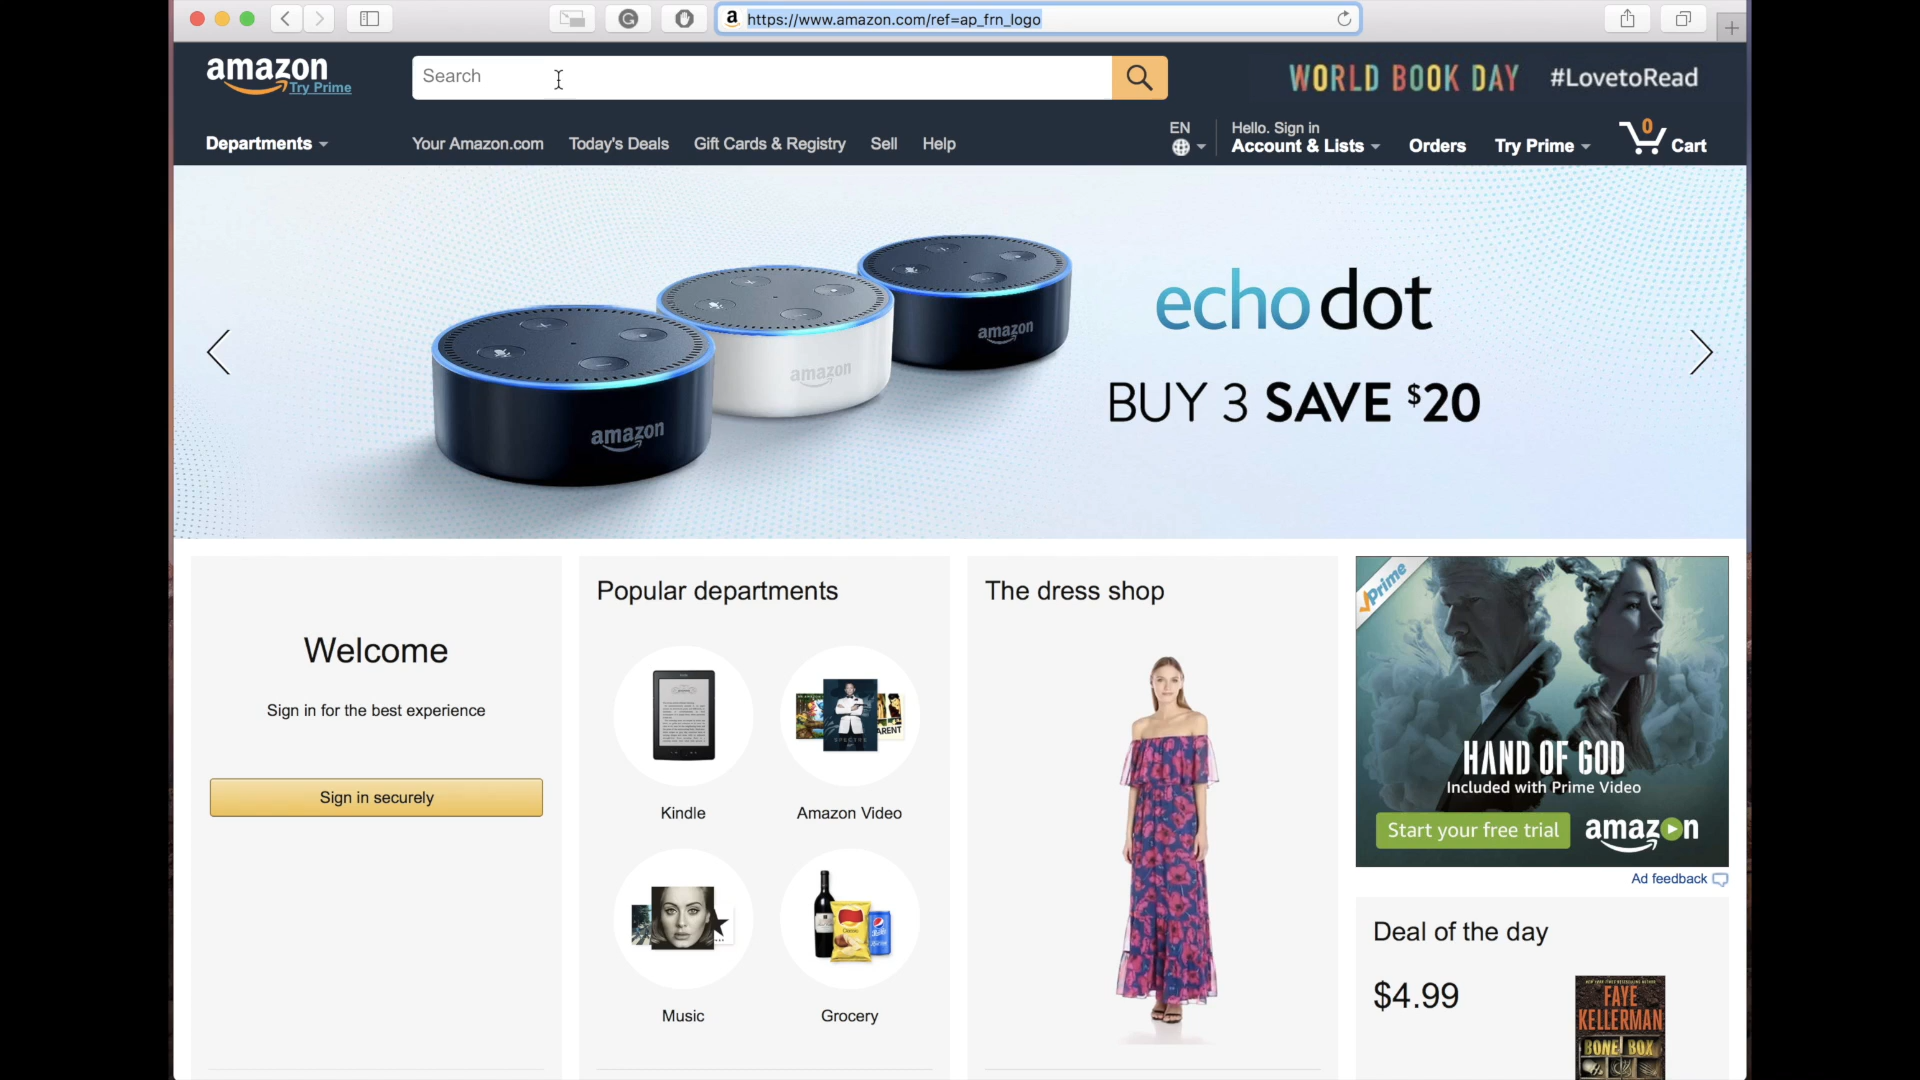 https://www.amazon.com/ref=ap_frn_logo
amazon
Try Prime
Search
WORLD BOOK DAY #LovetoRead
Departments
Your Amazon.com Today's Deals Gift Cards & Registry Sell Help
EN
Hello. Sign in
Account & Lists
Orders
Try Prime
0
Cart
amazon
amazon
amazon
echo dot
BUY 3 SAVE $20
Welcome
Sign in for the best experience
Sign in securely
Popular departments
Kindle
Amazon Video
Music
Grocery
The dress shop
Prime
HAND OF GOD
Included with Prime Video
Start your free trial
amazon
Ad feedback
Deal of the day
$4.99
FAYE
KELLERMAN
BONE BOX